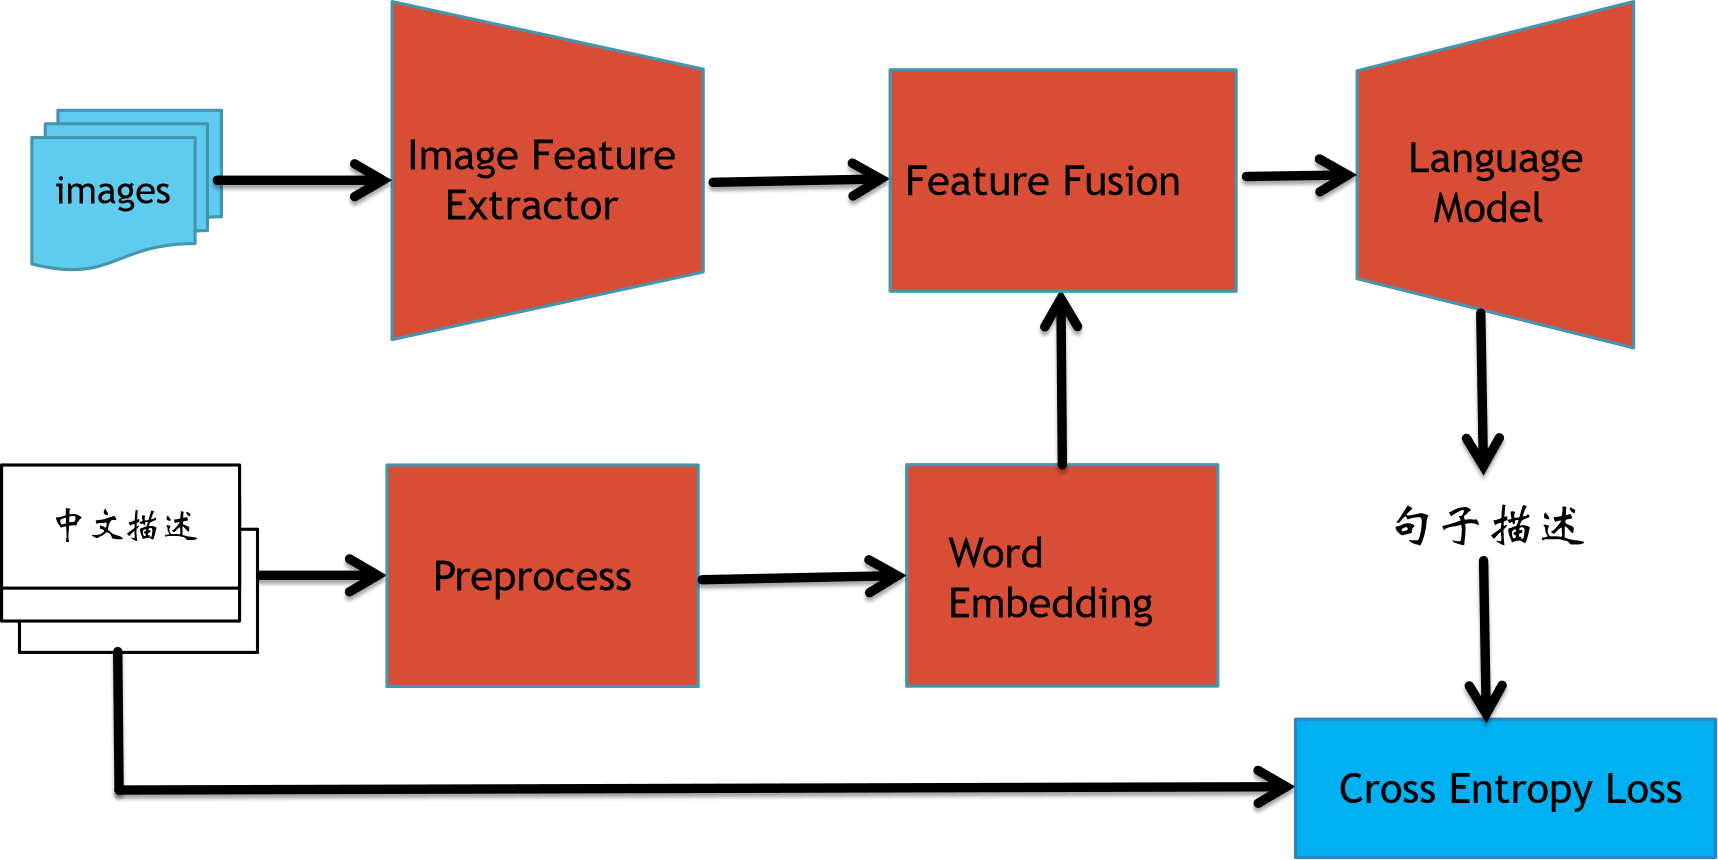 images
Image Feature
Extractor
Feature Fusion
Language
Model
中文描述
Preprocess
Word
Embedding
句子描述
Cross Entropy Loss